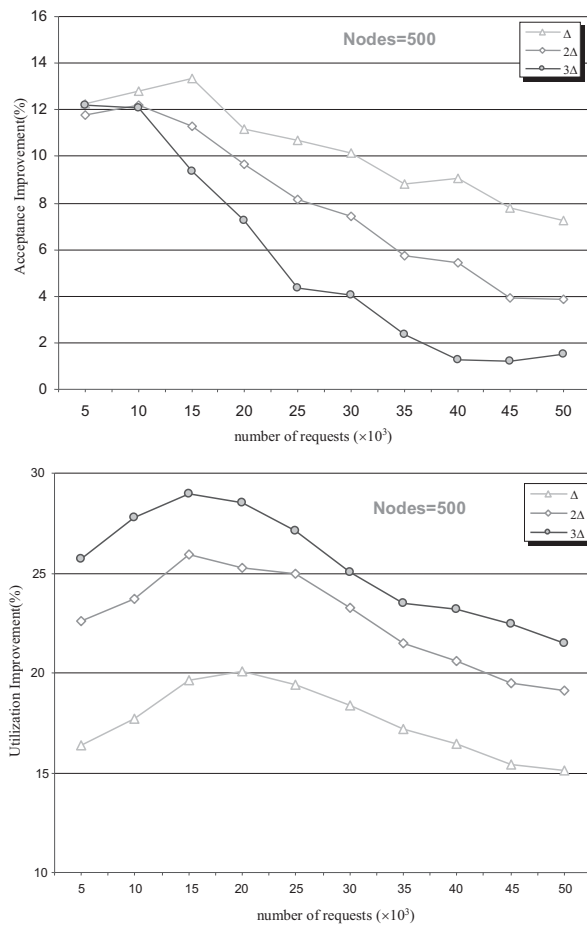 Nodes=500
Δ
2Δ
3Δ
16
14
12
10
8
6
4
2
0
Acceptance Improvement(%)
5 10 15 20 25 30 35 40 45 50
number of requests (×10³)
Nodes=500
Δ
2Δ
3Δ
30
25
20
15
10
Utilization Improvement(%)
5 10 15 20 25 30 35 40 45 50
number of requests (×10³)